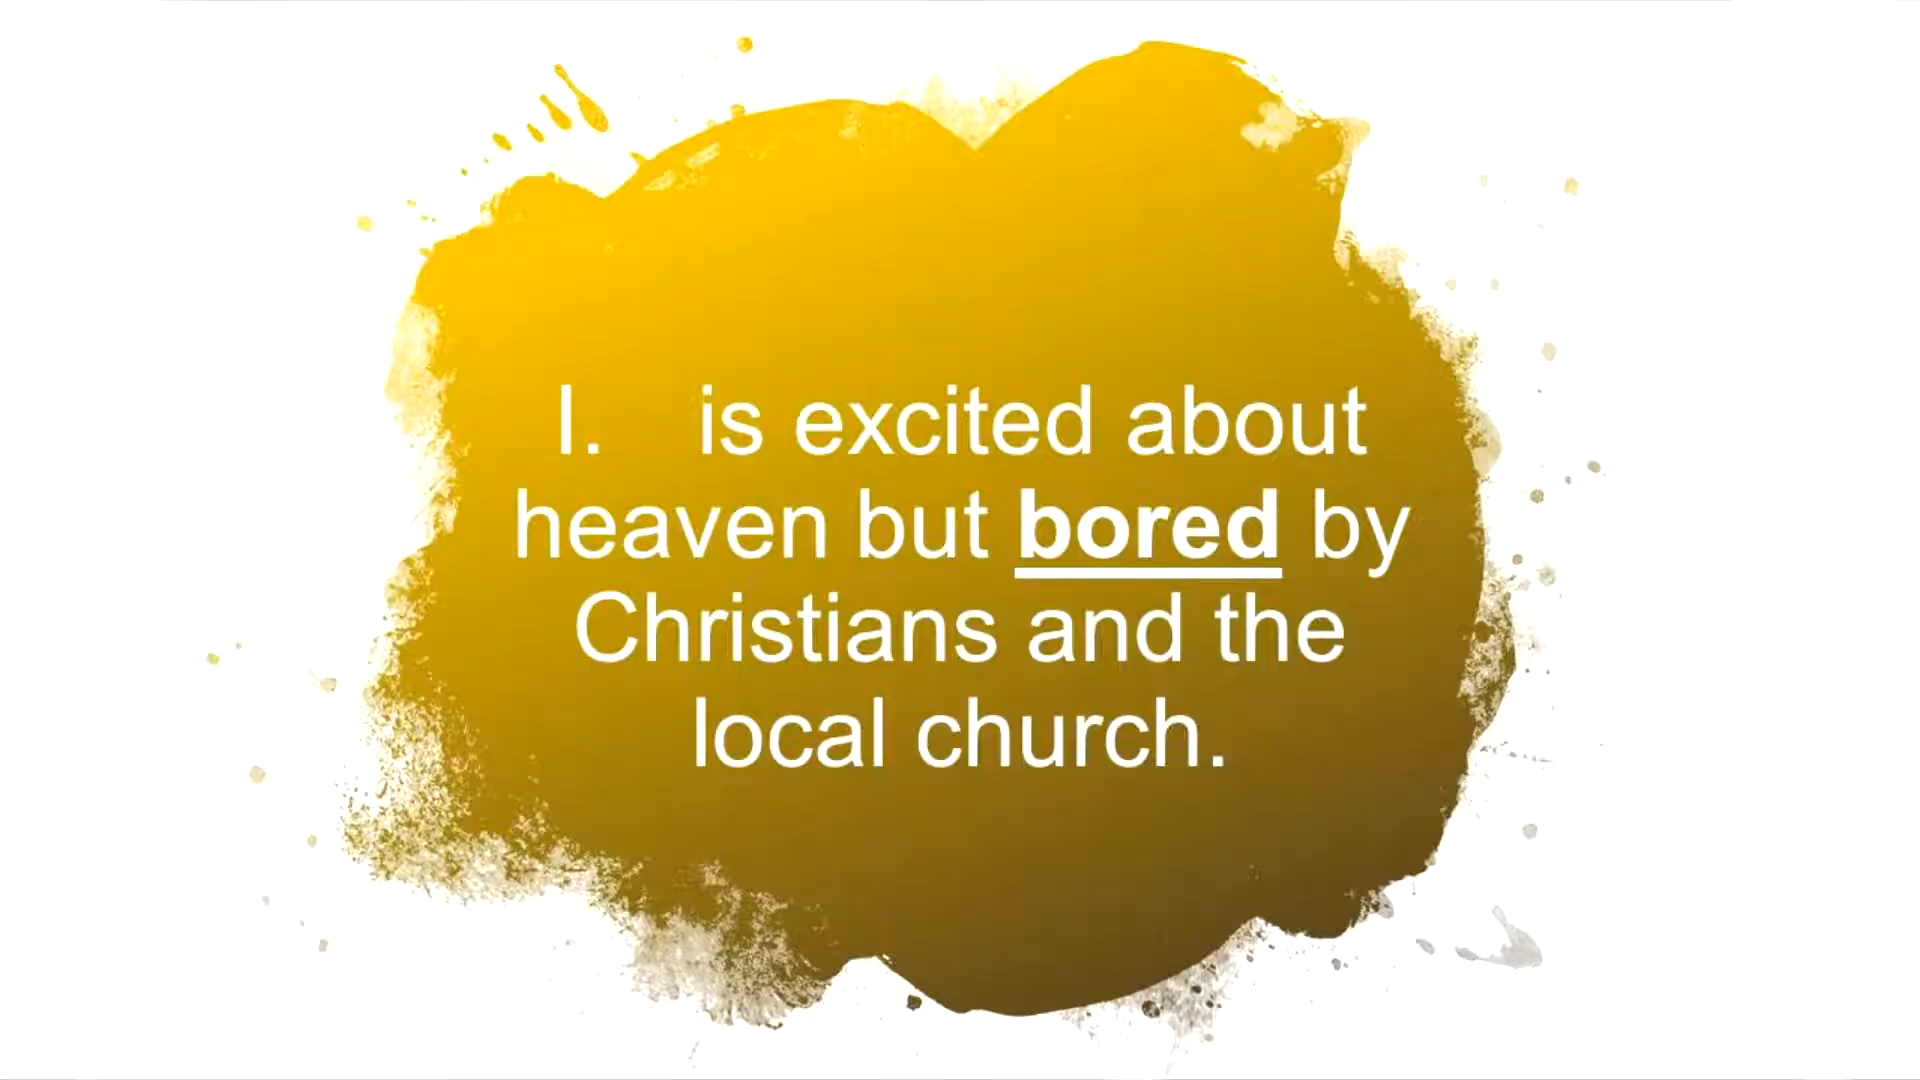 I. is excited about
heaven but bored by
Christians and the
local church.